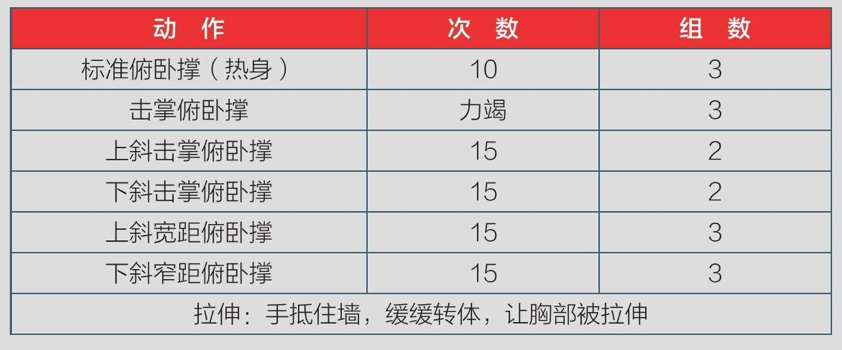 动 作 次 数 组 数
标准俯卧撑（热身） 10 3
击掌俯卧撑 力竭 3
上斜击掌俯卧撑 15 2
下斜击掌俯卧撑 15 2
上斜宽距俯卧撑 15 3
下斜窄距俯卧撑 15 3
拉伸：手抵住墙，缓缓转体，让胸部被拉伸